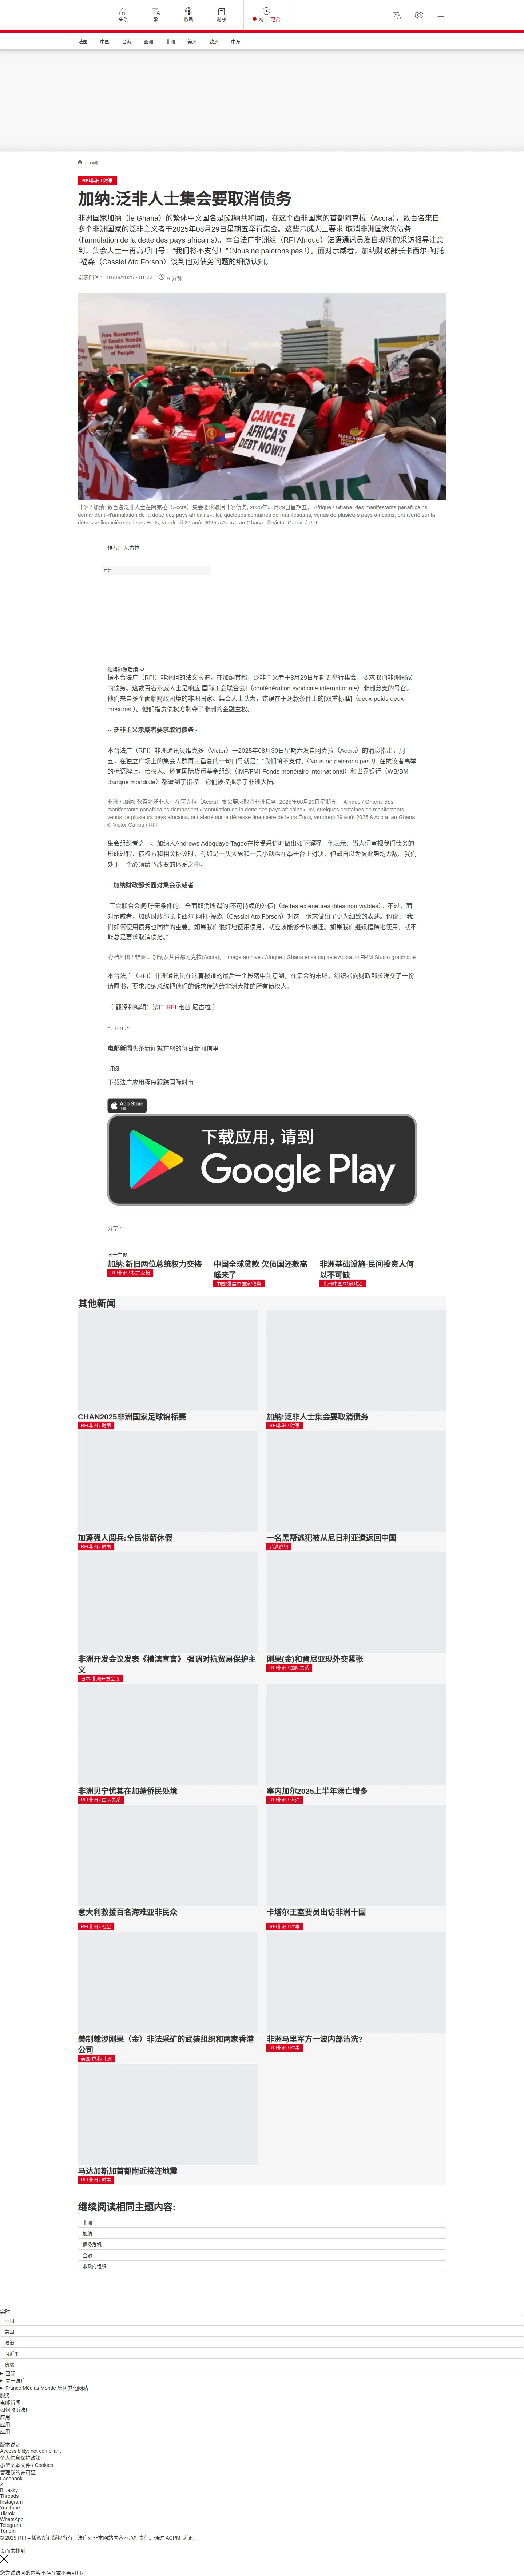 头条
繁
收听
时事
网上 电台
法国
中国
台海
亚洲
非洲
美洲
欧洲
中东
/ 非洲
RFI非洲 / 时事
加纳:泛非人士集会要取消债务
非洲国家加纳（le Ghana）的繁体中文国名是[迦納共和國]。在这个西非国家的首都阿克拉（Accra），数百名来自
多个非洲国家的泛非主义者于2025年08月29日星期五举行集会。这些示威人士要求“取消非洲国家的债务”
(l'annulation de la dette des pays africains)。本台法广非洲组（RFI Afrique）法语通讯员发自现场的采访报导注意
到，集会人士一再高呼口号：“我们将不支付！”（Nous ne paierons pas !）。面对示威者，加纳财政部长卡西尔·阿托
·福森（Cassiel Ato Forson）谈到他对债务问题的细微认知。
发表时间： 01/09/2025 - 01:22
9 分钟
Free Movement
of Goods Needs
Free Movement
of People
CANCEL
AFRICA'S
DEBT NOW!!
非洲 / 加纳: 数百名泛非人士在阿克拉（Accra）集会要求取消非洲债务, 2025年08月29日星期五。 Afrique / Ghana: des manifestants panafricains
demandent «l'annulation de la dette des pays africains». Ici, quelques centaines de manifestants, venus de plusieurs pays africains, ont alerté sur la
détresse financière de leurs États, vendredi 29 août 2025 à Accra, au Ghana. © Victor Cariou / RFI
作者： 尼古拉
广告
继续浏览后续
据本台法广（RFI）非洲组的法文报道，在加纳首都，泛非主义者于8月29日星期五举行集会，要求取消非洲国家
的债务。这数百名示威人士是响应[国际工会联合会]（confédération syndicale internationale）非洲分支的号召。
他们来自多个面临财政困境的非洲国家。集会人士认为，错误在于还款条件上的[双重标准]（deux-poids deux-
mesures )。他们指责债权方剥夺了非洲的金融主权。
-- 泛非主义示威者要求取消债务 -
本台法广（RFI）非洲通讯员维克多（Victor）于2025年08月30日星期六发自阿克拉（Accra）的消息指出，周
五，在独立广场上的集会人群再三重复的一句口号就是：“我们将不支付。”（Nous ne paierons pas !）在抗议者高举
的标语牌上，债权人、还有国际货币基金组织（IMF/FMI-Fonds monétaire international）和世界银行（WB/BM-
Banque mondiale）都遭到了指控。它们被控扼杀了非洲大陆。
非洲 / 加纳: 数百名泛非人士在阿克拉（Accra）集会要求取消非洲债务, 2025年08月29日星期五。 Afrique / Ghana: des
manifestants panafricains demandent «l'annulation de la dette des pays africains». Ici, quelques centaines de manifestants,
venus de plusieurs pays africains, ont alerté sur la détresse financière de leurs États, vendredi 29 août 2025 à Accra, au Ghana.
© Victor Cariou / RFI
集会组织者之一、加纳人Andrews Adoquaye Tagoe在接受采访时做出如下解释。他表示：当人们审视我们债务的
形成过程、债权方和相关协议时，有如是一头大象和一只小动物在拳击台上对决，但却自以为彼此势均力敌。我们
处于一个必须给予改变的体系之中。
-- 加纳财政部长面对集会示威者 -
[工会联合会]呼吁无条件的、全面取消所谓的[不可持续的外债]（dettes extérieures dites non viables）。不过，面
对示威者，加纳财政部长卡西尔·阿托·福森（Cassiel Ato Forson）对这一诉求做出了更为细致的表述。他说：“我
们如何使用债务也同样的重要。如果我们很好地使用债务，就应该能够予以偿还。如果我们继续糟糕地使用，就不
能总是要求取消债务。”
存档地图 / 非洲： 加纳及其首都阿克拉(Accra)。 Image archive / Afrique : Ghana et sa capitale Accra. © FMM Studio graphique
本台法广（RFI）非洲通讯员在这篇报道的最后一个段落中注意到，在集会的末尾，组织者向财政部长递交了一份
请愿书，要求加纳总统把他们的诉求传达给非洲大陆的所有债权人。
（ 翻译和编辑：法广 RFI 电台 尼古拉 ）
~. Fin .~
电邮新闻头条新闻就在您的每日新闻信里
订阅
下载法广应用程序跟踪国际时事
App Store
下载应用，请到
Google Play
分享 :
同一主题
加纳:新旧两位总统权力交接
RFI非洲 / 权力交接
中国全球贷款 欠债国还款高
峰来了
中国/发展中国家/债务
非洲基础设施-民间投资人何
以不可缺
非洲/中国/地缘政治
其他新闻
CHAN2025非洲国家足球锦标赛
RFI非洲 / 时事
加纳:泛非人士集会要取消债务
RFI非洲 / 时事
加蓬强人阅兵:全民带薪休假
RFI非洲 / 时事
一名黑帮逃犯被从尼日利亚遣返回中国
遣返逃犯
非洲开发会议发表《横滨宣言》 强调对抗贸易保护主
义
日本/非洲开发会议
刚果(金)和肯尼亚现外交紧张
RFI非洲 / 国际关系
非洲贝宁忧其在加蓬侨民处境
RFI非洲 / 国际关系
塞内加尔2025上半年溺亡增多
RFI非洲 / 海洋
意大利救援百名海难亚非民众
RFI非洲 / 社会
卡塔尔王室要员出访非洲十国
RFI非洲 / 时事
美制裁涉刚果（金）非法采矿的武装组织和两家香港
公司
美国/香港/非洲
非洲马里军方一波内部清洗?
RFI非洲 / 时事
马达加斯加首都附近接连地震
RFI非洲 / 时事
继续阅读相同主题内容:
非洲
加纳
债务危机
金融
非政府组织
实时
中国
美国
政治
习近平
香港
国际
关于法广
France Médias Monde 集团其他网站
服务
电邮新闻
如何收听法广
应用
应用
应用
版本说明
Accessibility: not compliant
个人信息保护政策
小型文本文件 / Cookies
管理我的许可证
Facebook
X
Bluesky
Threads
Instagram
YouTube
TikTok
WhatsApp
Telegram
TuneIn
© 2025 RFI – 版权所有版权所有。法广对非本网站内容不承担责任。通过 ACPM 认证。
页面未找到
您尝试访问的内容不存在或不再可用。